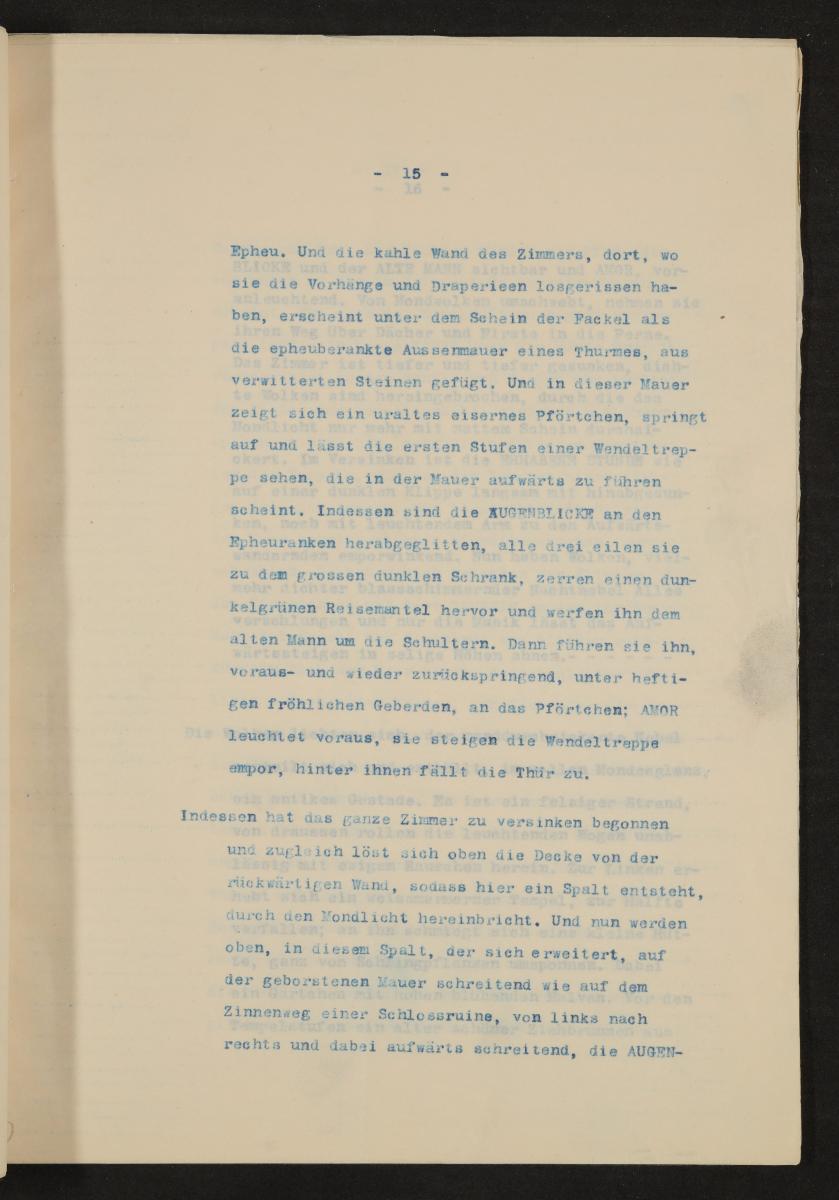 - 15 -
- 16 -
Epheu. Und die kahle Wand des Zimmers, dort, wo
sie die Vorhänge und Draperieen losgerissen ha-
ben, erscheint unter dem Schein der Fackel als
die epheuberankte Aussenmauer eines Thurmes, aus
verwitterten Steinen gefügt. Und in dieser Mauer
zeigt sich ein uraltes eisernes Pförtchen, springt
auf und lässt die ersten Stufen einer Wendeltrep-
pe sehen, die in der Mauer aufwärts zu führen
scheint. Indessen sind die AUGENBLICKE an den
Epheuranken herabgeglitten, alle drei eilen sie
zu dem grossen dunklen Schrank, zerren einen dun-
kelgrünen Reisemantel hervor und werfen ihn dem
alten Mann um die Schultern. Dann führen sie ihn,
voraus- und wieder zurückspringend, unter hefti-
gen fröhlichen Geberden, an das Pförtchen; AMOR
leuchtet voraus, sie steigen die Wendeltreppe
empor, hinter ihnen fällt die Thür zu.
Indessen hat das ganze Zimmer zu versinken begonnen
und zugleich löst sich oben die Decke von der
rückwärtigen Wand, sodass hier ein Spalt entsteht,
durch den Mondlicht hereinbricht. Und nun werden
oben, in diesem Spalt, der sich erweitert, auf
der geborstenen Mauer schreitend wie auf dem
Zinnenweg einer Schlossruine, von links nach
rechts und dabei aufwärts schreitend, die AUGEN-